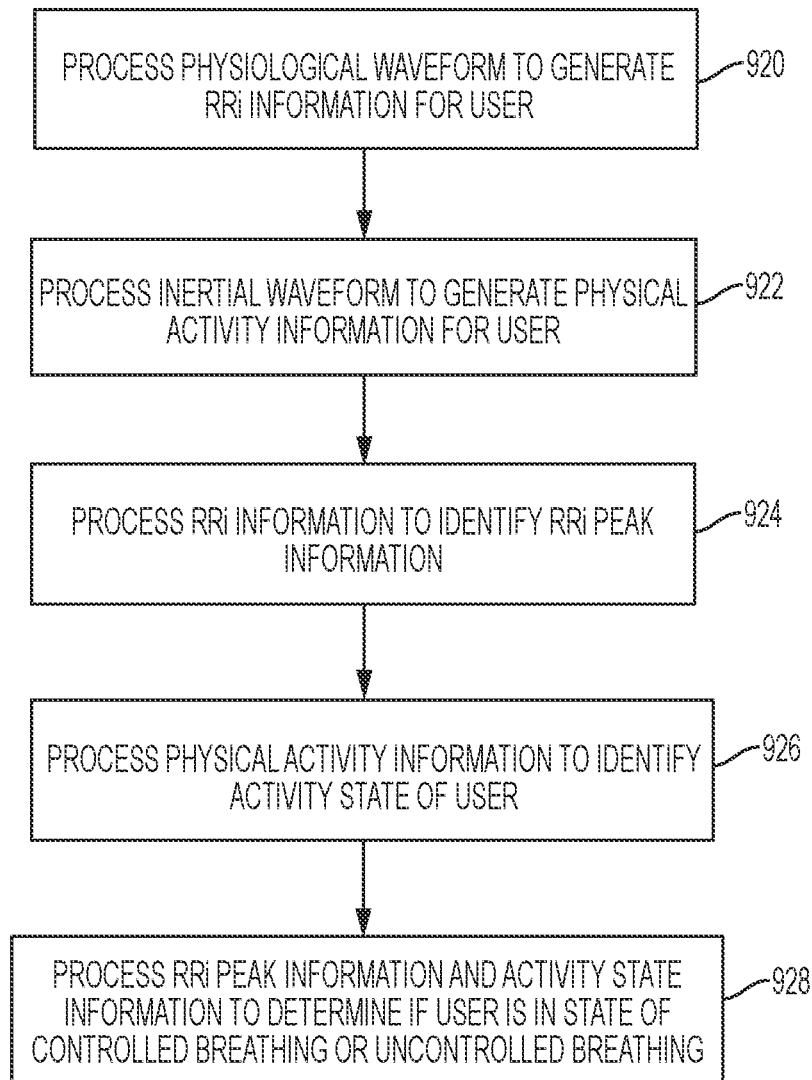 PROCESS PHYSIOLOGICAL WAVEFORM TO GENERATE
RRi INFORMATION FOR USER
920
PROCESS INERTIAL WAVEFORM TO GENERATE PHYSICAL
ACTIVITY INFORMATION FOR USER
922
PROCESS RRi INFORMATION TO IDENTIFY RRi PEAK
INFORMATION
924
PROCESS PHYSICAL ACTIVITY INFORMATION TO IDENTIFY
ACTIVITY STATE OF USER
926
PROCESS RRi PEAK INFORMATION AND ACTIVITY STATE
INFORMATION TO DETERMINE IF USER IS IN STATE OF
CONTROLLED BREATHING OR UNCONTROLLED BREATHING
928